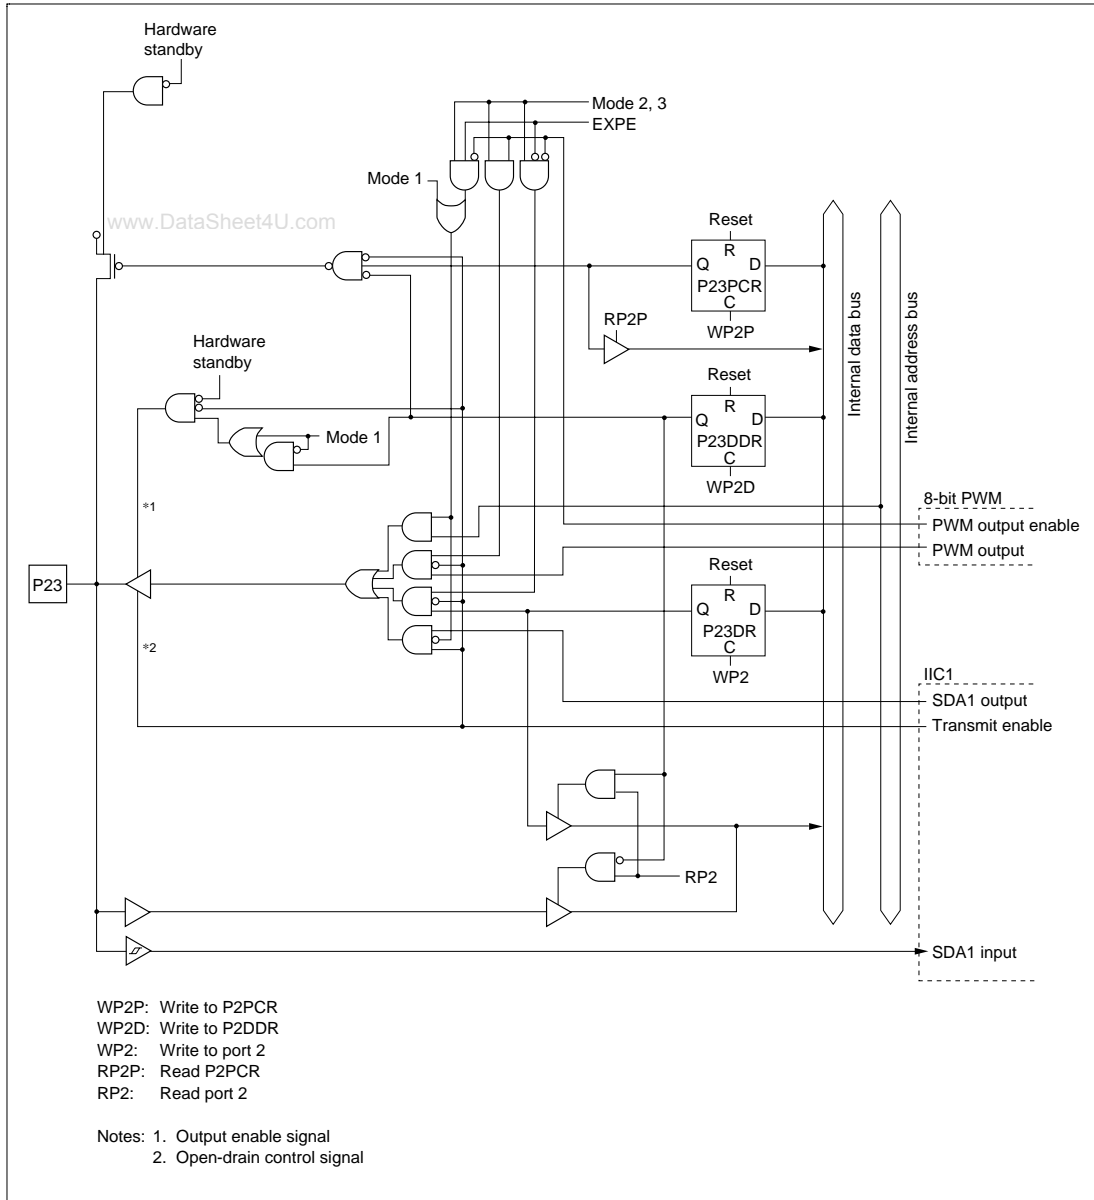 Hardware
standby
Mode 2, 3
EXPE
Mode 1
www.DataSheet4U.com
Reset
R
Q D
P23PCR
C
WP2P
RP2P
Hardware
standby
Reset
R
Q D
P23DDR
C
WP2D
Mode 1
Internal data bus
Internal address bus
8-bit PWM
PWM output enable
PWM output
*1
P23
*2
Reset
R
Q D
P23DR
C
WP2
IIC1
SDA1 output
Transmit enable
RP2
SDA1 input
WP2P: Write to P2PCR
WP2D: Write to P2DDR
WP2: Write to port 2
RP2P: Read P2PCR
RP2: Read port 2
Notes: 1. Output enable signal
2. Open-drain control signal